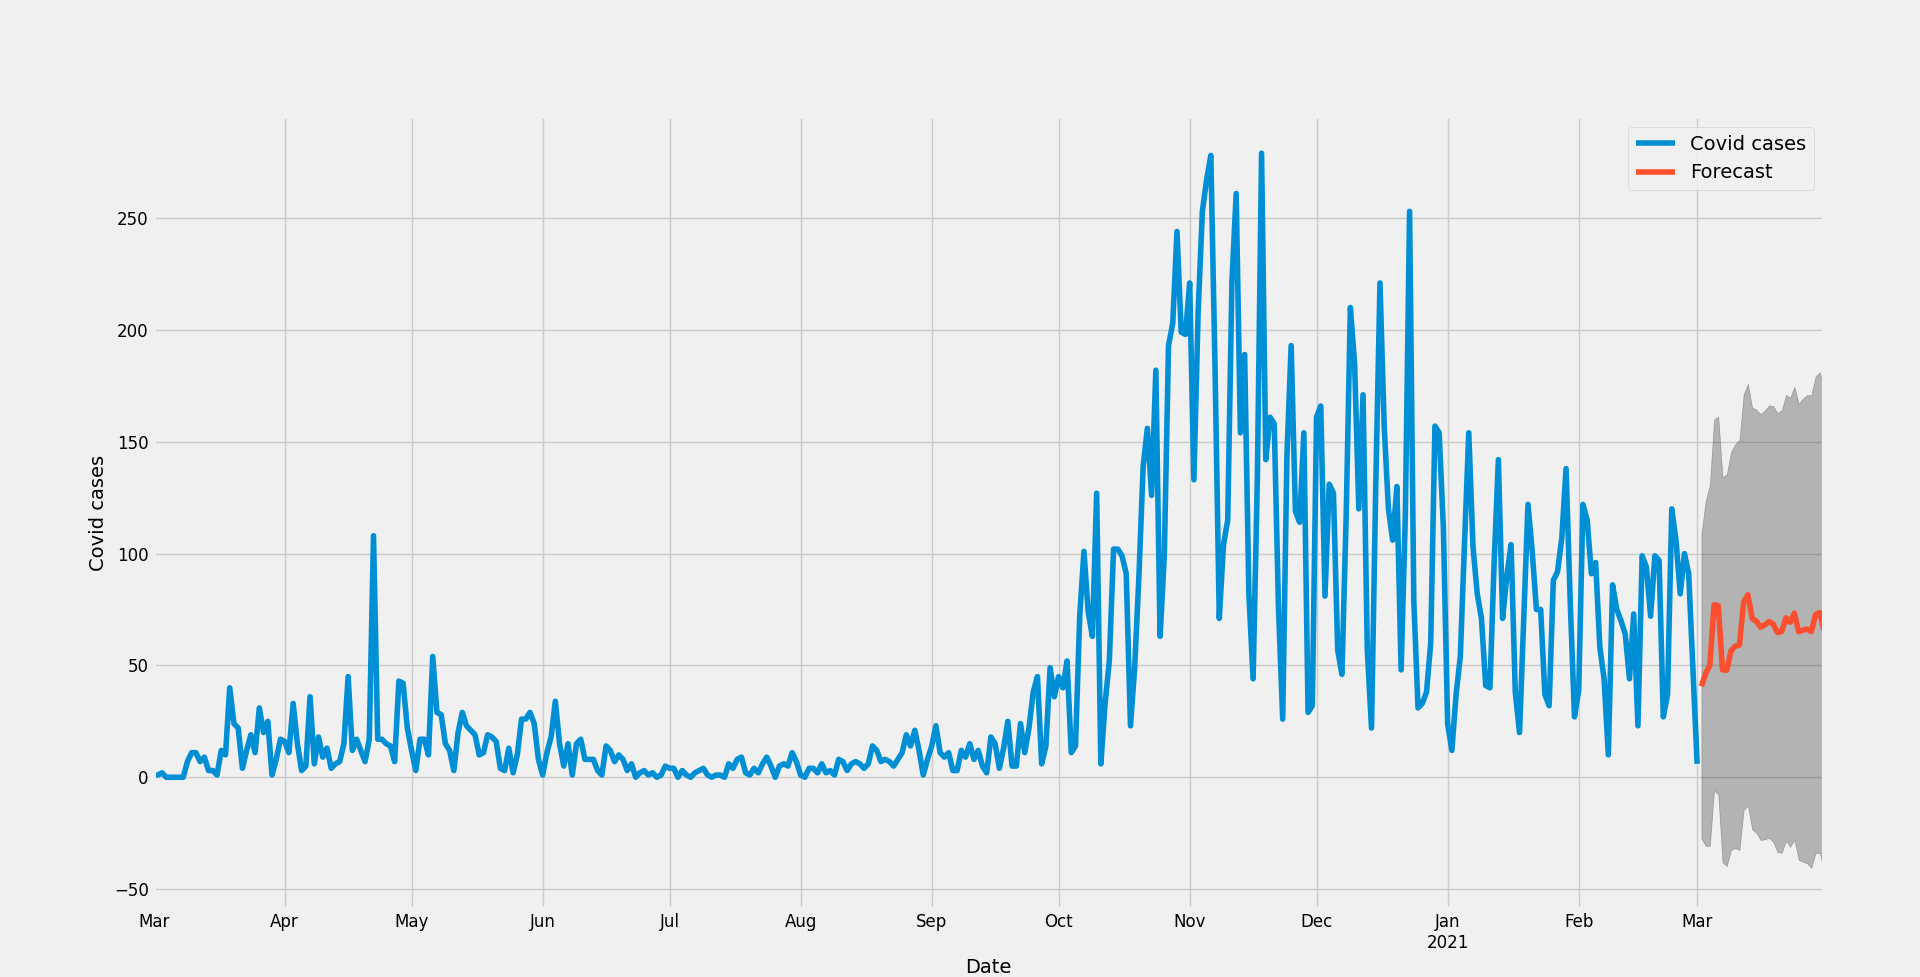 Covid cases
Forecast
250
200
150
100
50
0
−50
Covid cases
Mar Apr May Jun Jul Aug Sep Oct Nov Dec Jan Feb Mar
2021
Date